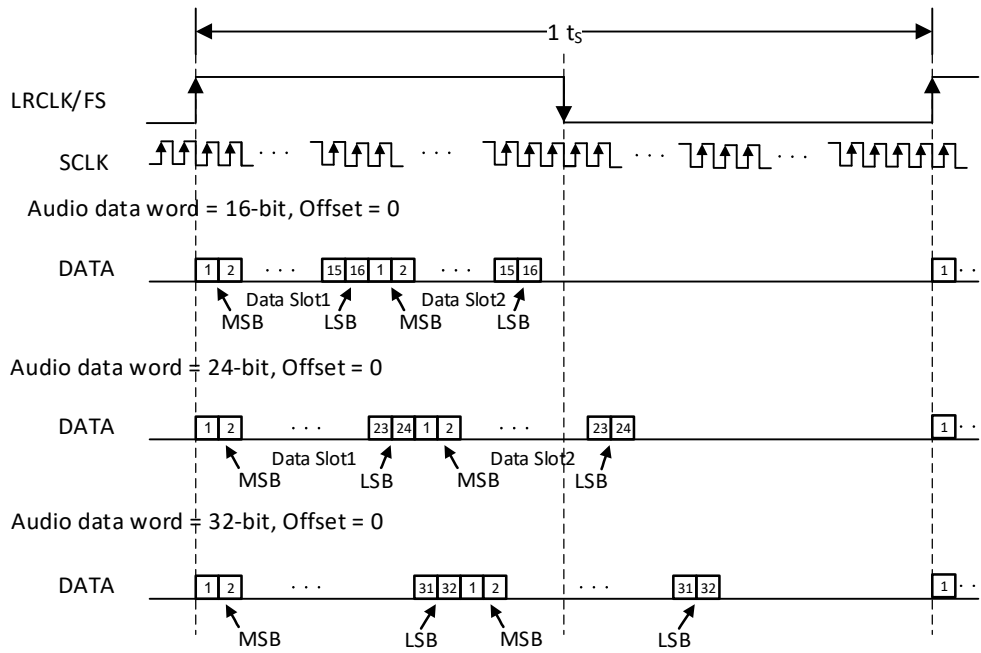 1 tS
LRCLK/FS
SCLK · · · · · · · · · · · ·
Audio data word = 16-bit, Offset = 0
DATA 1 2 · · · 15 16 1 2 · · · 15 16 1 · ·
Data Slot1 Data Slot2
MSB LSB MSB LSB
Audio data word = 24-bit, Offset = 0
DATA 1 2 · · · 23 24 1 2 · · · 23 24 1 · ·
Data Slot1 Data Slot2
MSB LSB MSB LSB
Audio data word = 32-bit, Offset = 0
DATA 1 2 · · · 31 32 1 2 · · · 31 32 1 · ·
MSB LSB MSB LSB